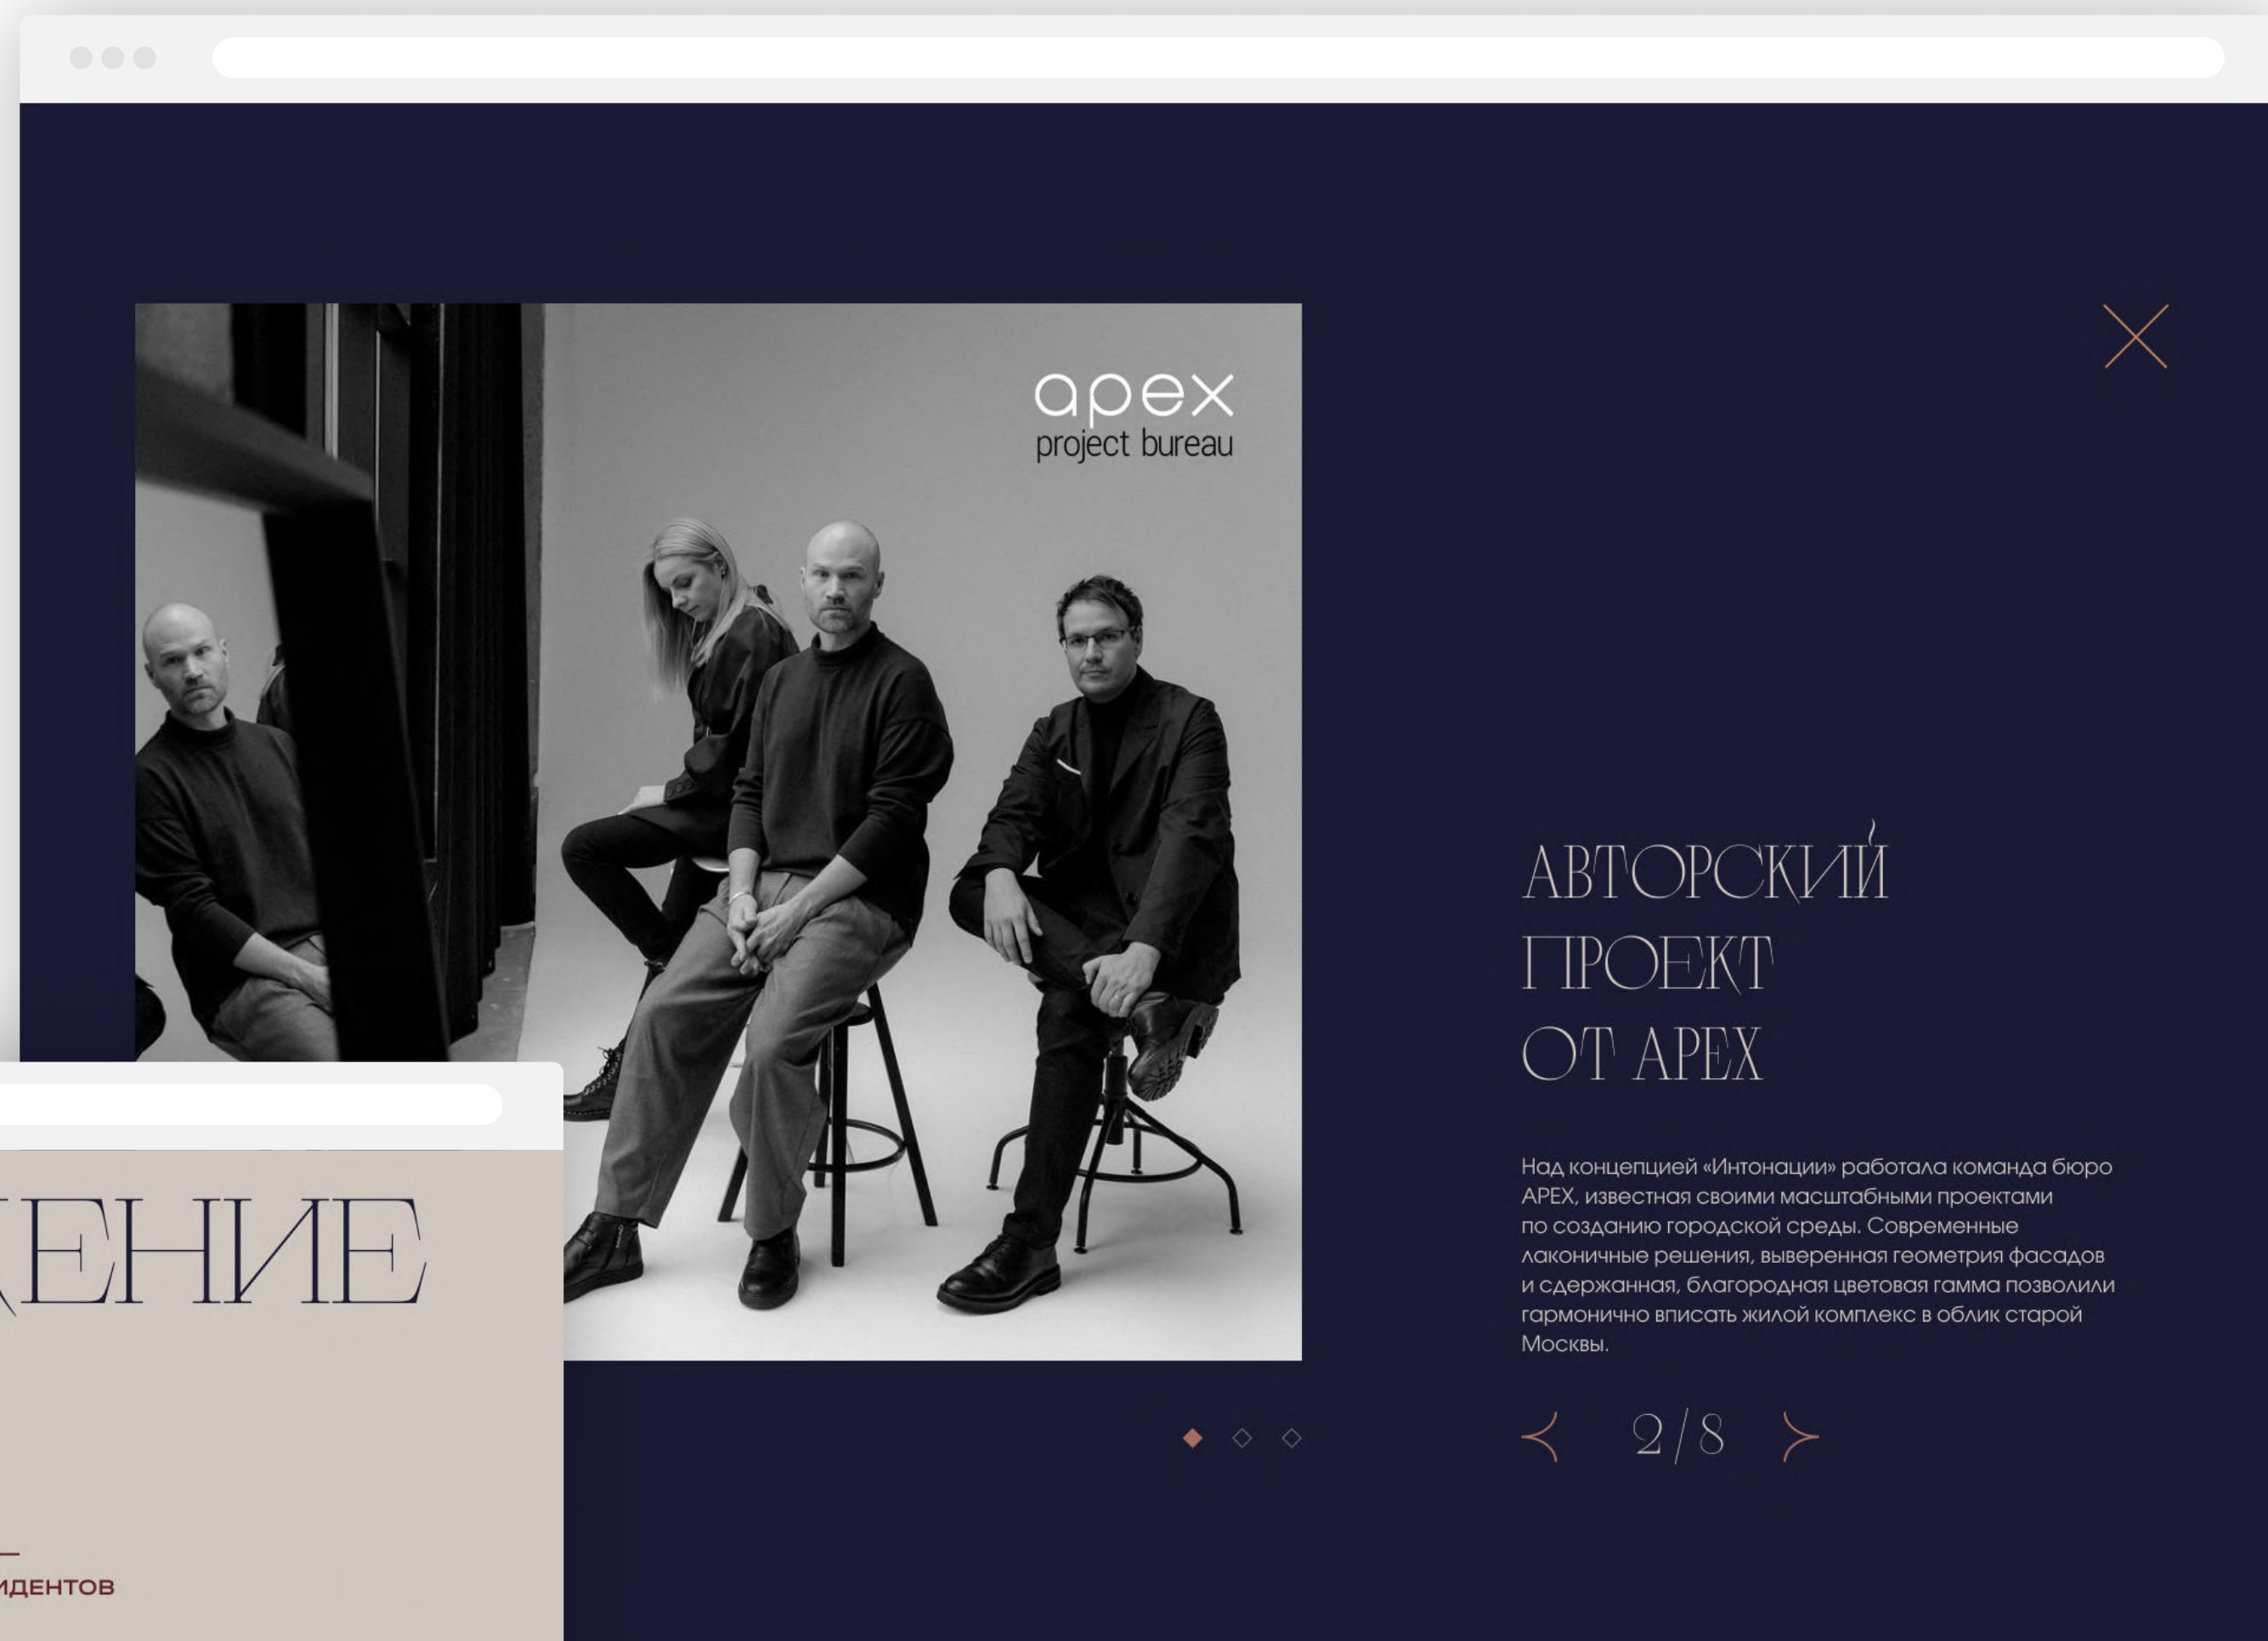 apex
project bureau
АВТОРСКИЙ
ПРОЕКТ
ОТ APEX
Над концепцией «Интонации» работала команда бюро
APEX, известная своими масштабными проектами
по созданию городской среды. Современные
лаконичные решения, выверенная геометрия фасадов
и сдержанная, благородная цветовая гамма позволили
гармонично вписать жилой комплекс в облик старой
Москвы.
2/8
ЕНИЕ
ИДЕНТОВ